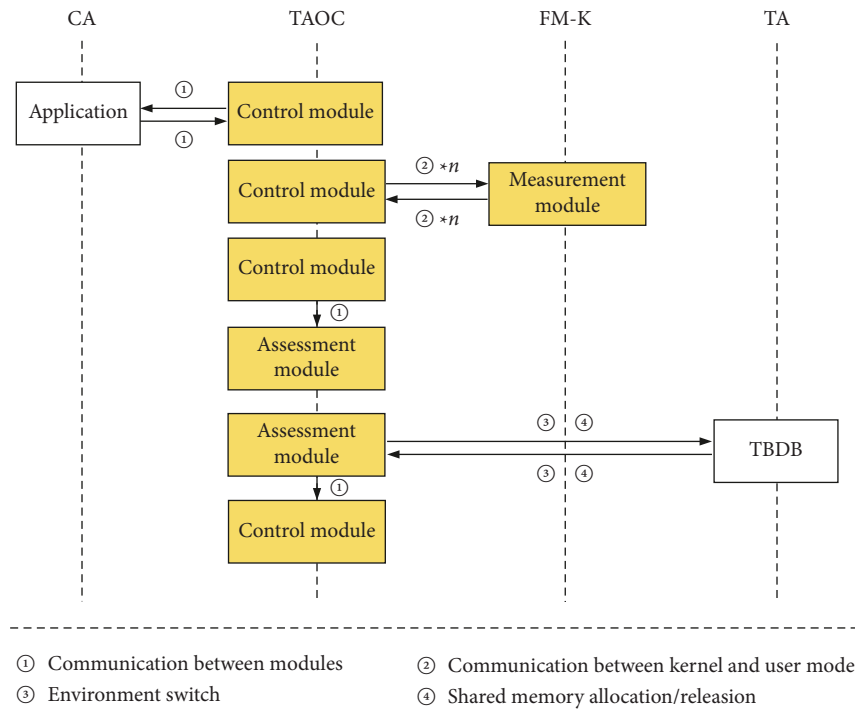 CA TAOC FM-K TA
①
Application Control module
①
② *n
Control module Measurement module
② *n
Control module
①
Assessment module
③ ④
Assessment module TBDB
③ ④
①
Control module
① Communication between modules ② Communication between kernel and user mode
③ Environment switch ④ Shared memory allocation/releasion